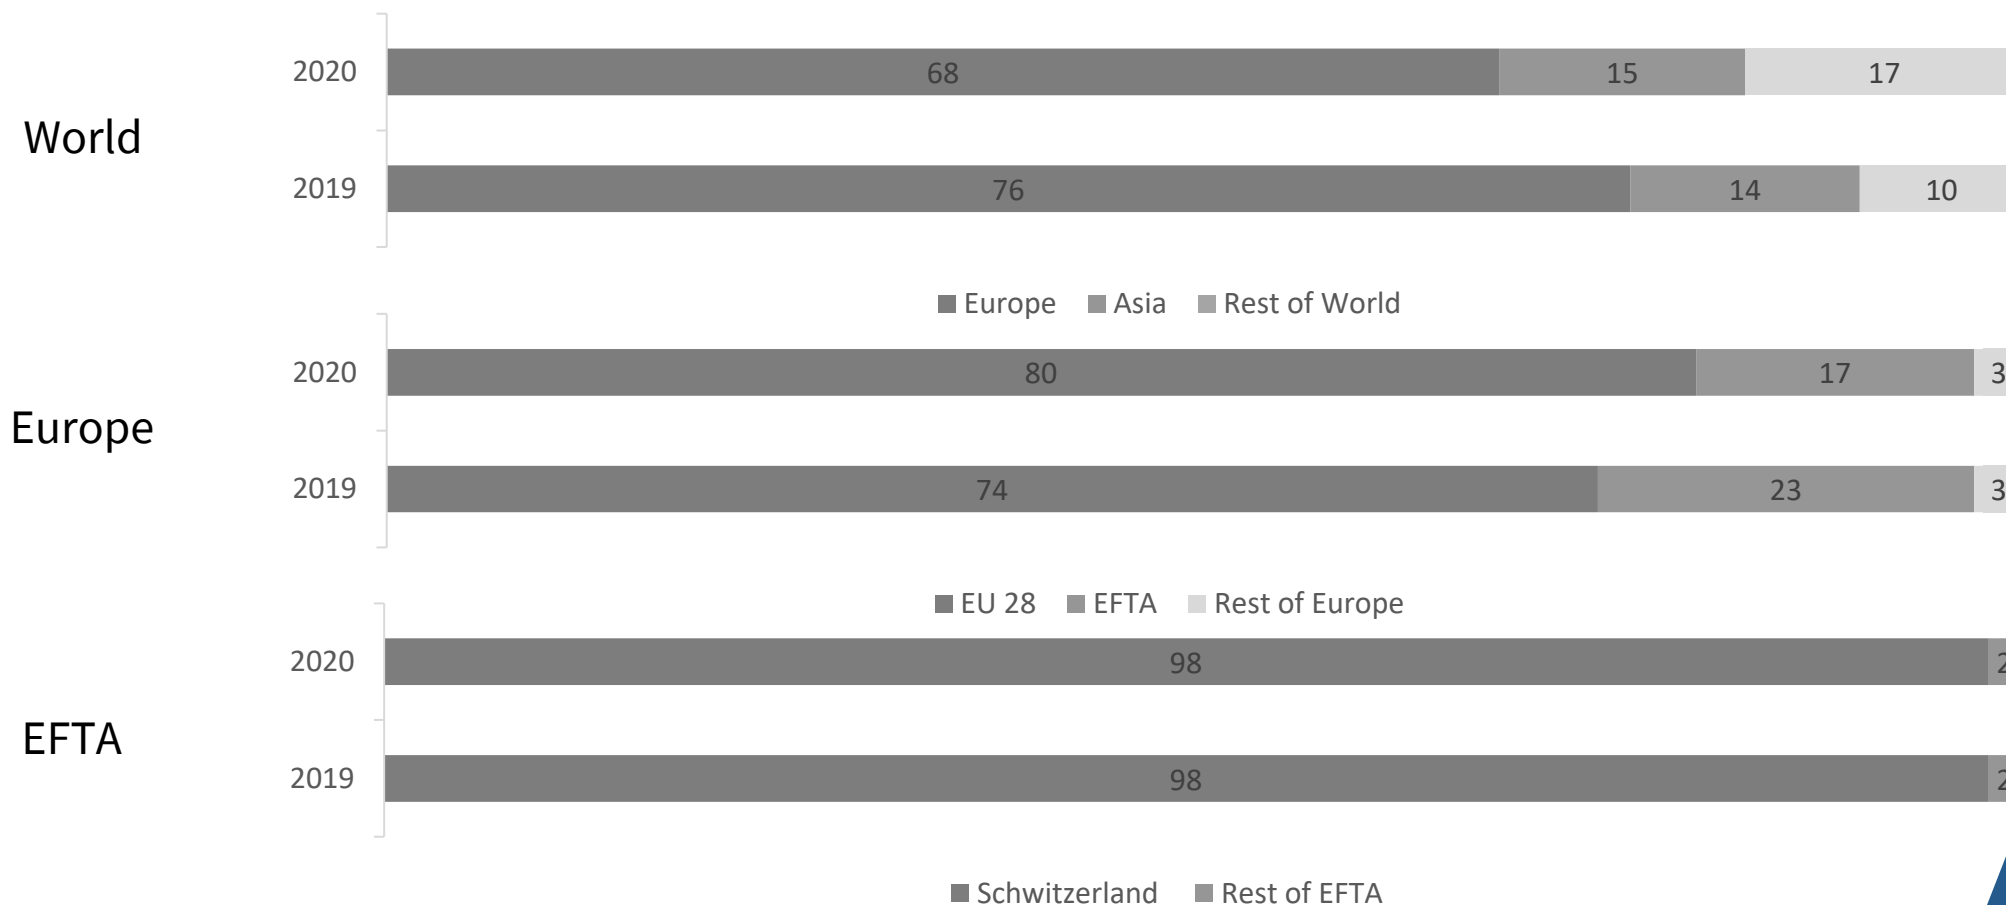 World
2020 68 15 17
2019 76 14 10
Europe Asia Rest of World
Europe
2020 80 17 3
2019 74 23 3
EU 28 EFTA Rest of Europe
EFTA
2020 98 2
2019 98 2
Schwitzerland Rest of EFTA